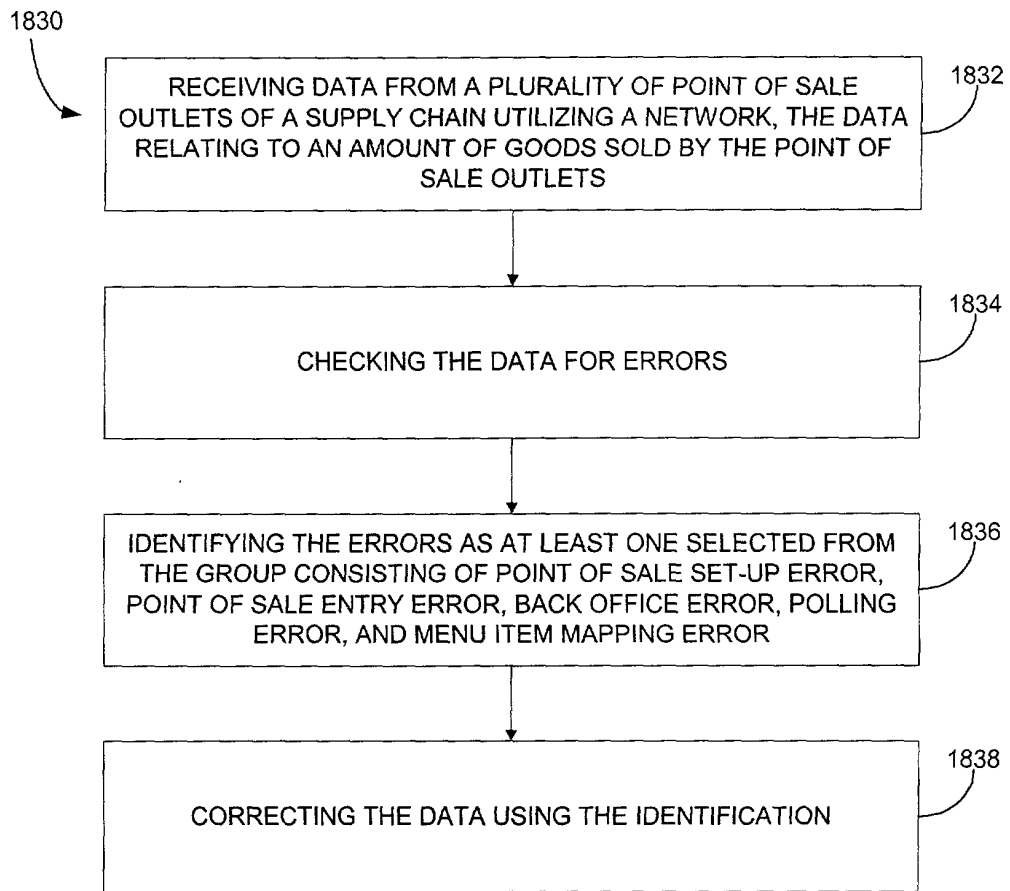 1830
RECEIVING DATA FROM A PLURALITY OF POINT OF SALE
OUTLETS OF A SUPPLY CHAIN UTILIZING A NETWORK, THE DATA
RELATING TO AN AMOUNT OF GOODS SOLD BY THE POINT OF
SALE OUTLETS
1832
CHECKING THE DATA FOR ERRORS
1834
IDENTIFYING THE ERRORS AS AT LEAST ONE SELECTED FROM
THE GROUP CONSISTING OF POINT OF SALE SET-UP ERROR,
POINT OF SALE ENTRY ERROR, BACK OFFICE ERROR, POLLING
ERROR, AND MENU ITEM MAPPING ERROR
1836
CORRECTING THE DATA USING THE IDENTIFICATION
1838